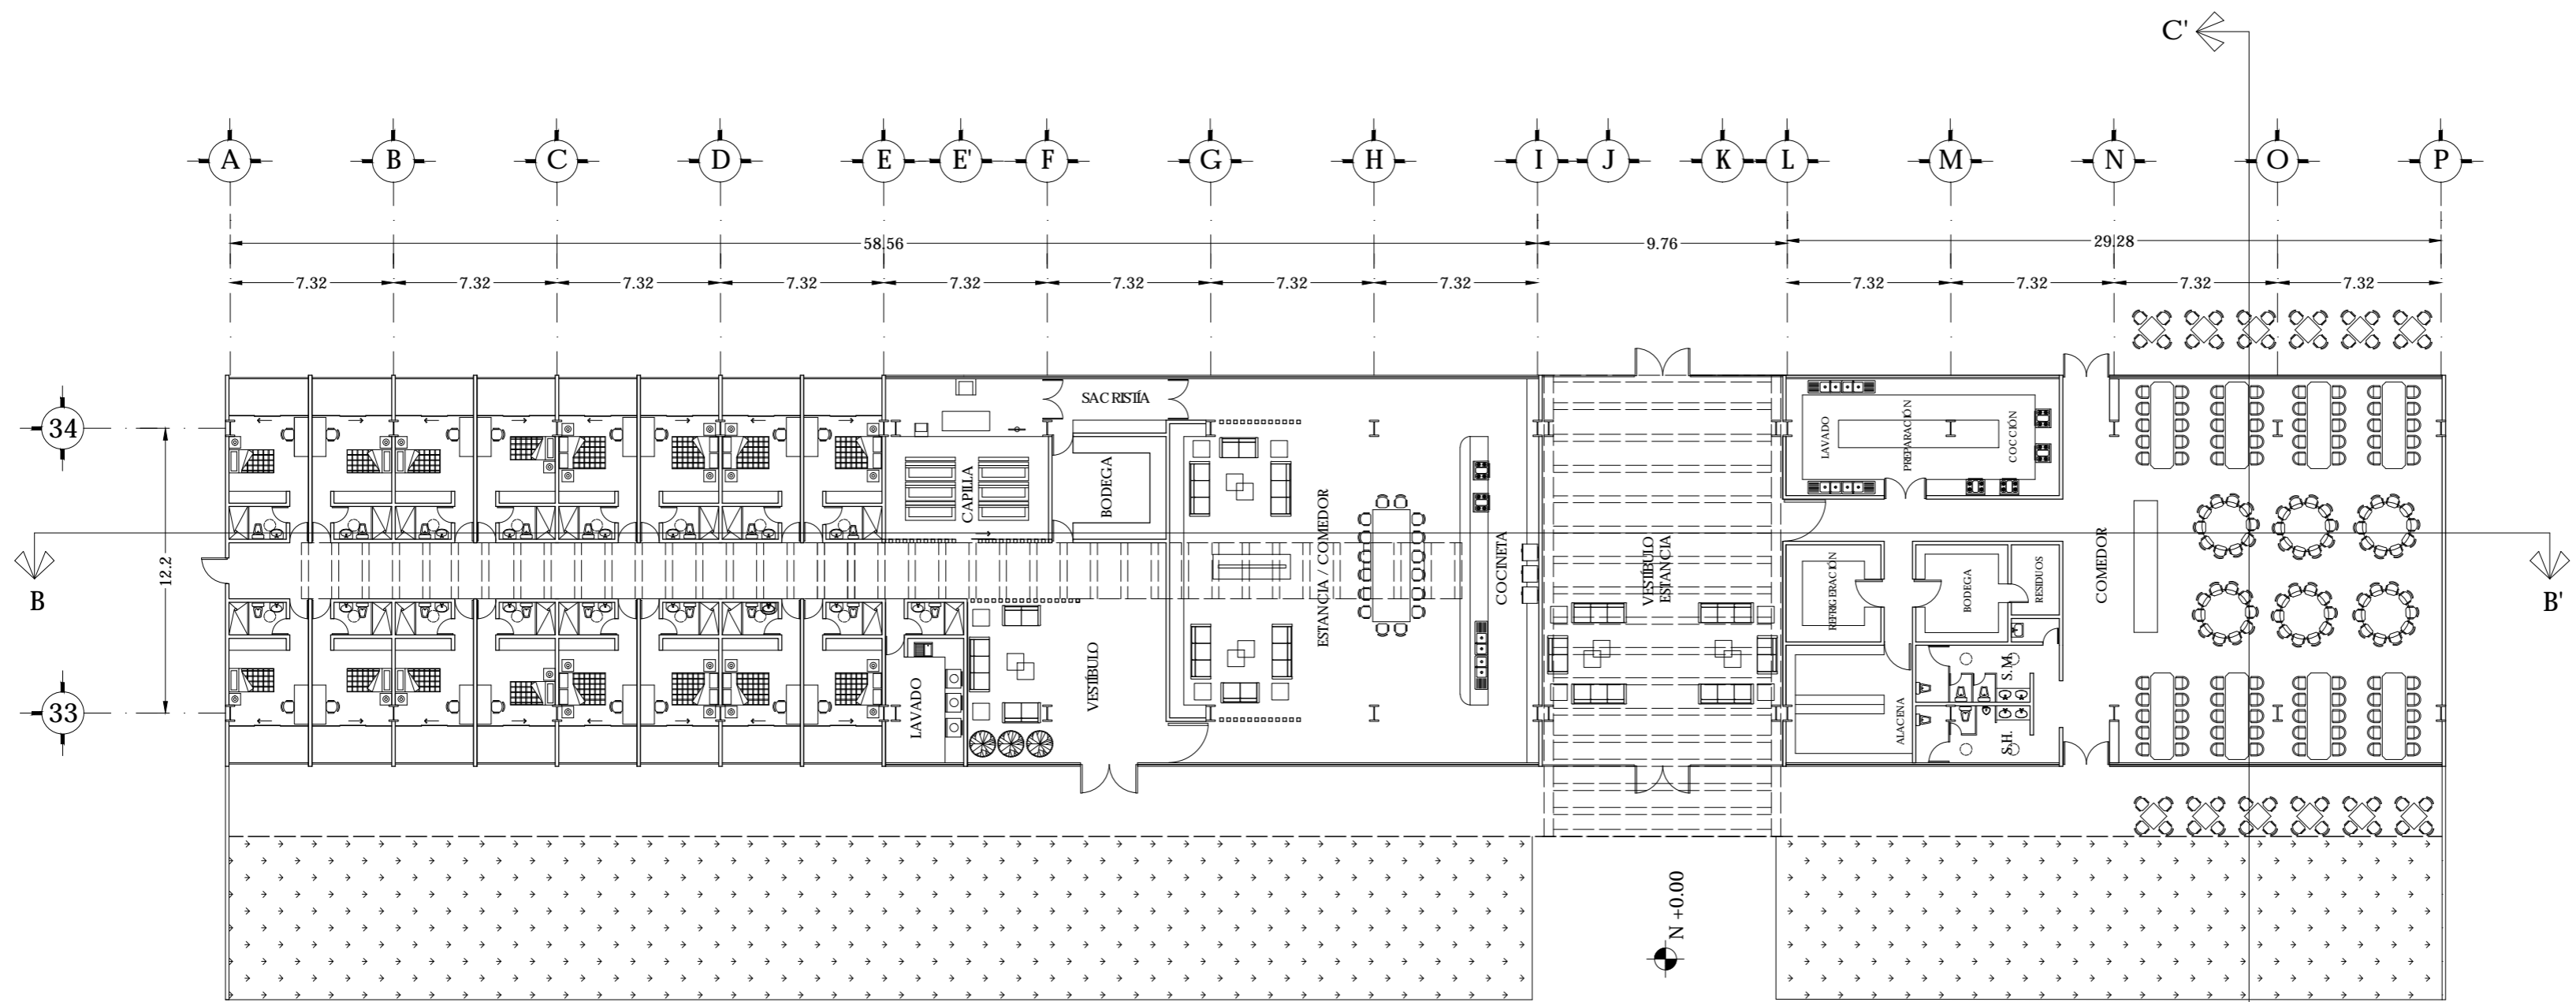 C'
A B C D E E' F G H I J K L M N O P
58.56 9.76 29.28
7.32 7.32 7.32 7.32 7.32 7.32 7.32 7.32 7.32 7.32 7.32 7.32
34
SACRISTÍA
LAVADO
PREPARACIÓN
COCCIÓN
CAPILLA
BODEGA
ESTANCIA / COMEDOR
COCINETA
VESTÍBULO
ESTANCIA
COMEDOR
B
12.2
REFRIGERACIÓN
BODEGA
RESIDUOS
B'
33
LAVADO
VESTÍBULO
ALACENA
S.M.
S.H.
N +0.00